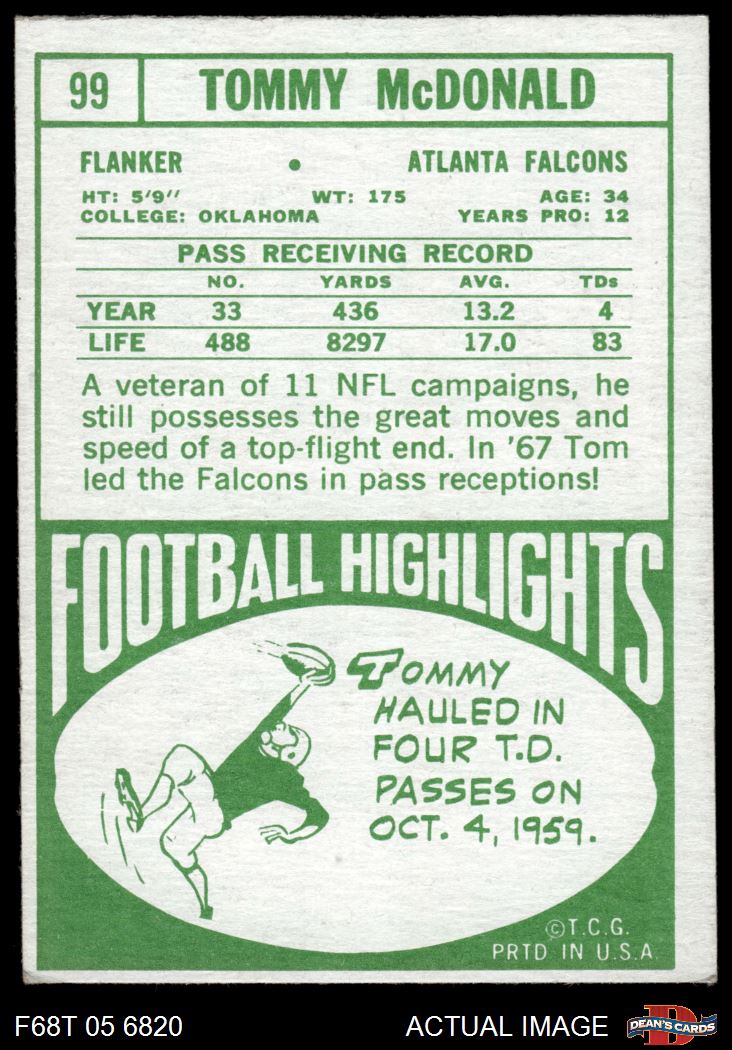 99 TOMMY McDONALD
FLANKER • ATLANTA FALCONS
HT: 5'9'' WT: 175 AGE: 34
COLLEGE: OKLAHOMA YEARS PRO: 12
PASS RECEIVING RECORD
NO. YARDS AVG. TDs
YEAR 33 436 13.2 4
LIFE 488 8297 17.0 83
A veteran of 11 NFL campaigns, he
still possesses the great moves and
speed of a top-flight end. In '67 Tom
led the Falcons in pass receptions!
FOOTBALL HIGHLIGHTS
TOMMY
HAULED IN
FOUR T.D.
PASSES ON
OCT. 4, 1959.
©T.C.G.
PRTD IN U.S.A
F68T 05 6820 ACTUAL IMAGE DEAN'S CARDS